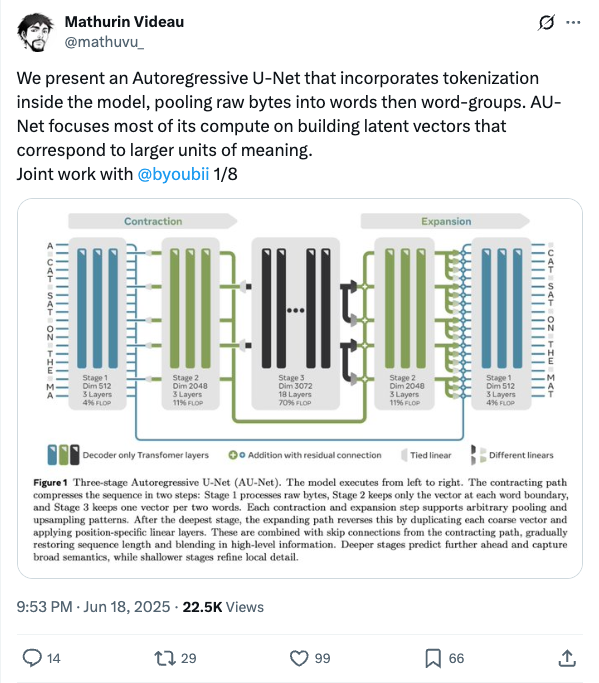 Mathurin Videau
@mathuvu_
We present an Autoregressive U-Net that incorporates tokenization
inside the model, pooling raw bytes into words then word-groups. AU-
Net focuses most of its compute on building latent vectors that
correspond to larger units of meaning.
Joint work with @byoubii 1/8
Contraction
Expansion
A CAT SAT ON THE MA
CAT SAT ON THE MAT
Stage 1
Dim 512
3 Layers
4% FLOP
Stage 2
Dim 2048
3 Layers
11% FLOP
Stage 3
Dim 3072
18 Layers
70% FLOP
Stage 2
Dim 2048
3 Layers
11% FLOP
Stage 1
Dim 512
3 Layers
4% FLOP
Decoder only Transfomer layers
Addition with residual connection
Tied linear
Different linears
Figure 1 Three-stage Autoregressive U-Net (AU-Net). The model executes from left to right. The contracting path
compresses the sequence in two steps: Stage 1 processes raw bytes, Stage 2 keeps only the vector at each word boundary,
and Stage 3 keeps one vector per two words. Each contraction and expansion step supports arbitrary pooling and
upsampling patterns. After the deepest stage, the expanding path reverses this by duplicating each coarse vector and
applying position-specific linear layers. These are combined with skip connections from the contracting path, gradually
restoring sequence length and blending in high-level information. Deeper stages predict further ahead and capture
broad semantics, while shallower stages refine local detail.
9:53 PM · Jun 18, 2025 · 22.5K Views
14
29
99
66